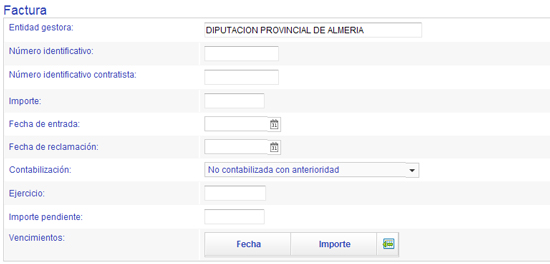 Factura
Entidad gestora: DIPUTACION PROVINCIAL DE ALMERIA
Número identificativo:
Número identificativo contratista:
Importe:
Fecha de entrada:
Fecha de reclamación:
Contabilización: No contabilizada con anterioridad
Ejercicio:
Importe pendiente:
Vencimientos: Fecha Importe